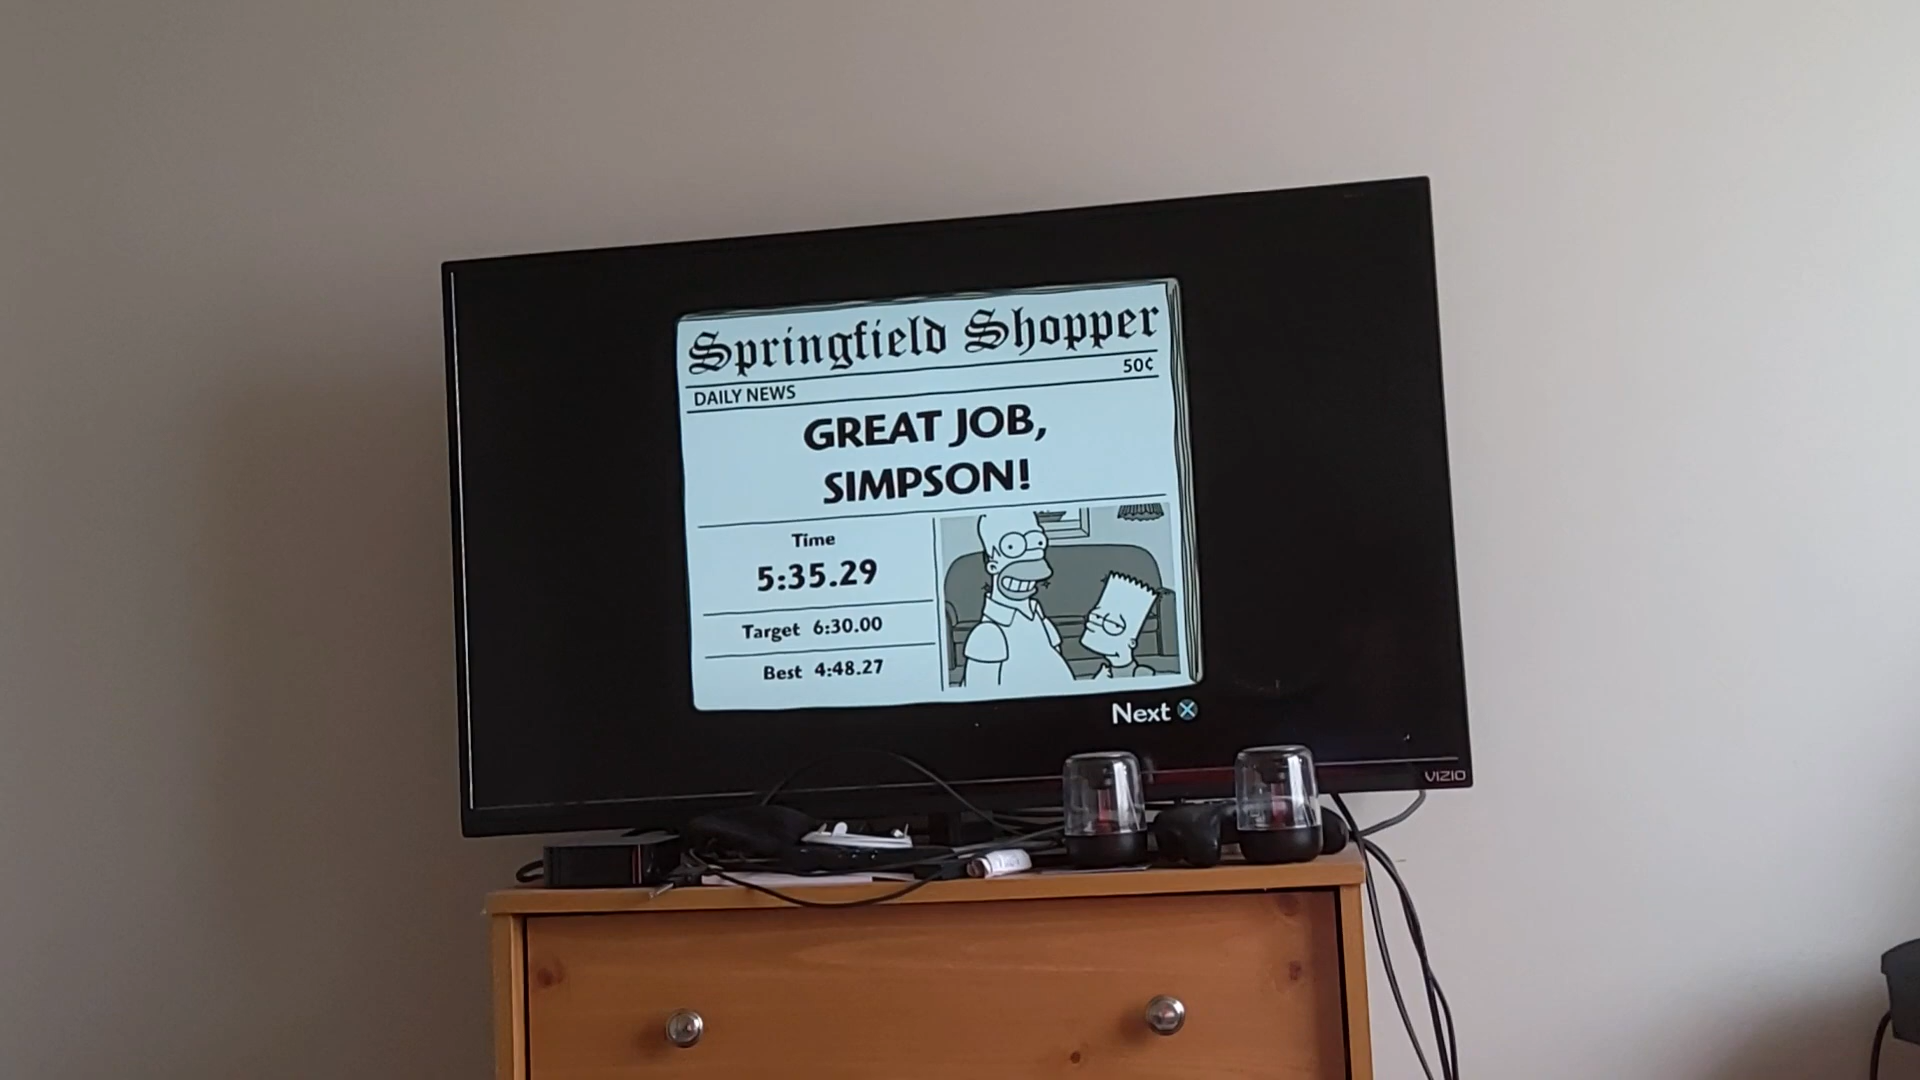 Springfield Shopper
50¢
DAILY NEWS
GREAT JOB,
SIMPSON!
Time
5:35.29
Target 6:30.00
Best 4:48.27
Next
VIZIO